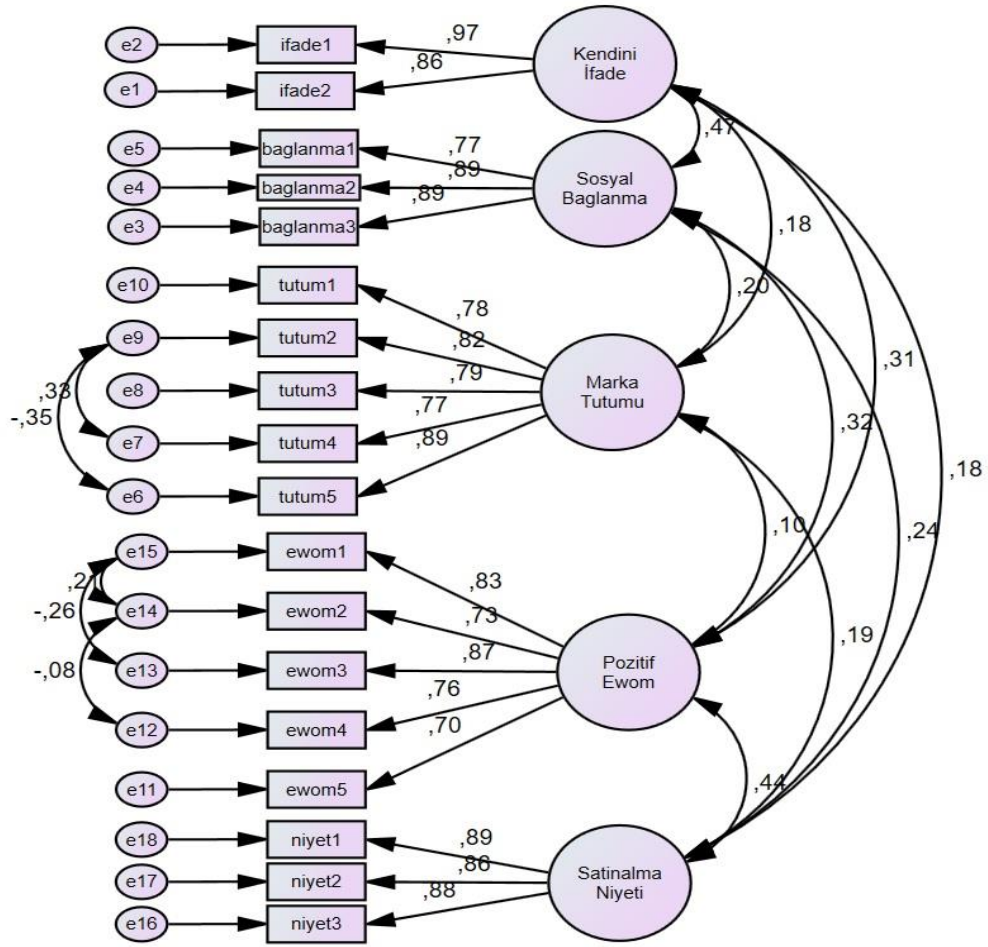 e2
ifade1
,97
Kendini
İfade
e1
ifade2
,86
,47
e5
baglanma1
,77
e4
baglanma2
,89
Sosyal
Baglanma
e3
baglanma3
,89
,18
e10
tutum1
,78
,20
e9
tutum2
,82
e8
tutum3
,79
Marka
Tutumu
,31
,33
-,35
e7
tutum4
,77
,32
e6
tutum5
,89
,18
e15
ewom1
,83
,10
,24
-,26
e14
ewom2
,73
,19
-,08
e13
ewom3
,87
Pozitif
Ewom
e12
ewom4
,76
e11
ewom5
,70
,44
e18
niyet1
,89
e17
niyet2
,86
Satinalma
Niyeti
e16
niyet3
,88